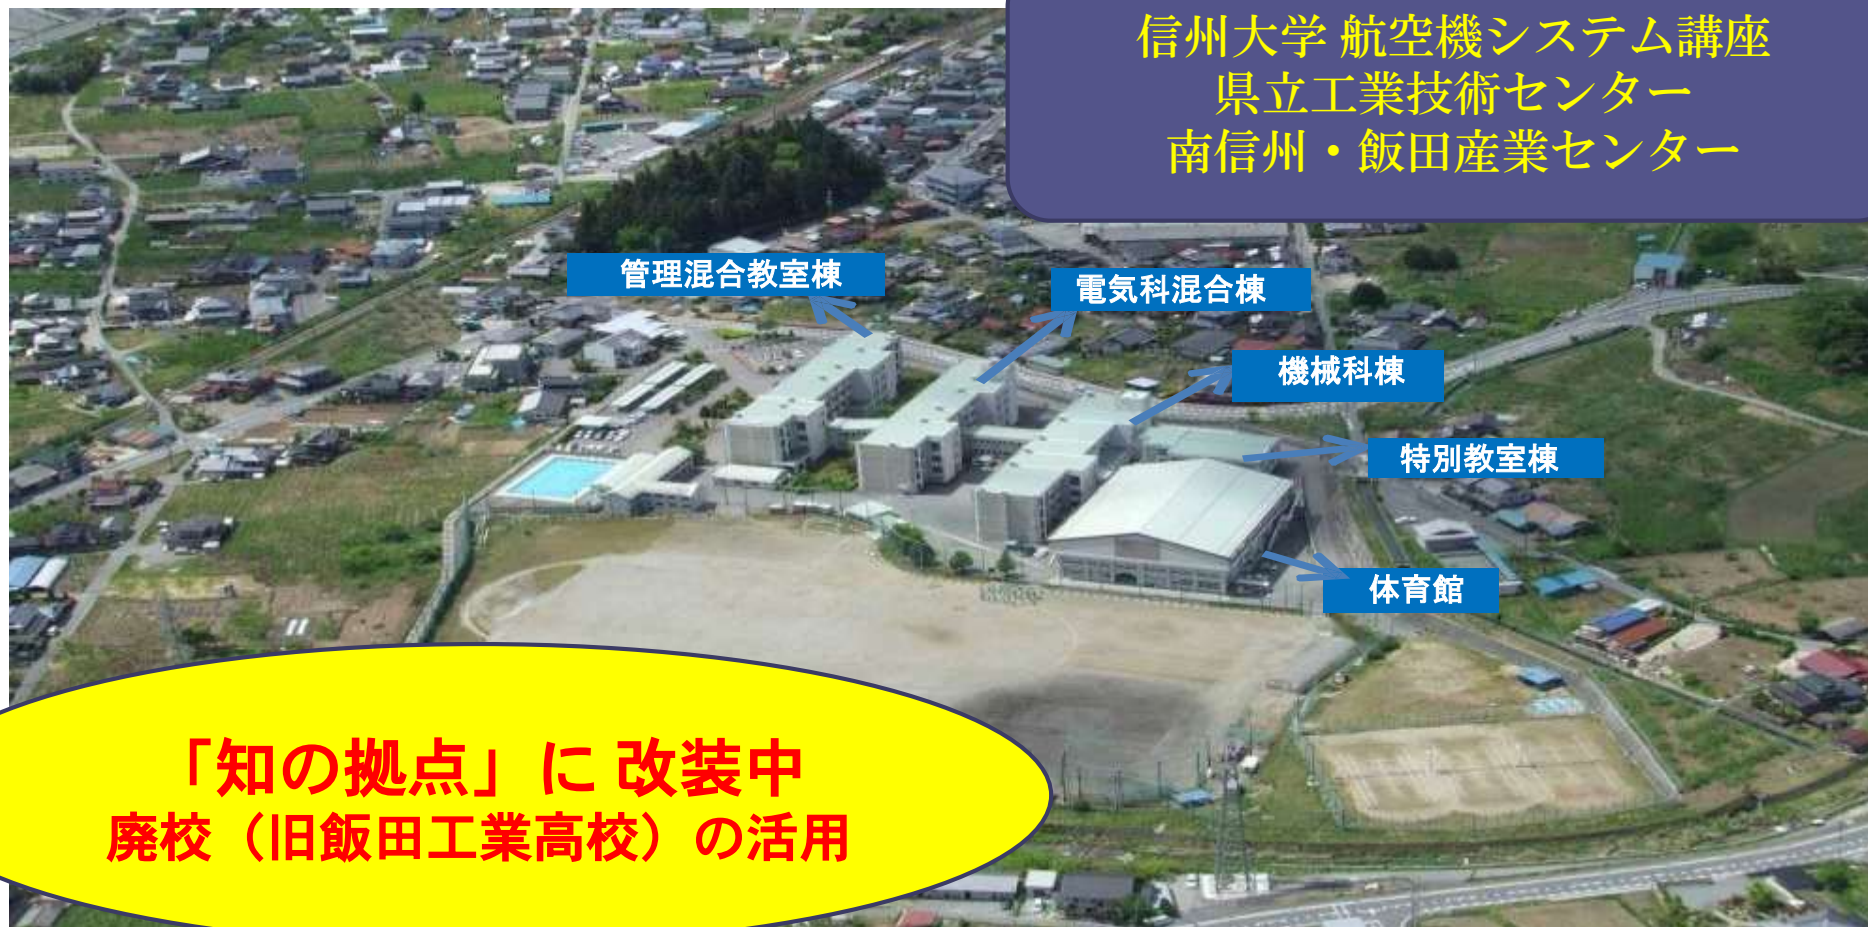 信州大学 航空機システム講座
県立工業技術センター
南信州・飯田産業センター
管理混合教室棟
電気科混合棟
機械科棟
特別教室棟
体育館
「知の拠点」に 改装中
廃校（旧飯田工業高校）の活用